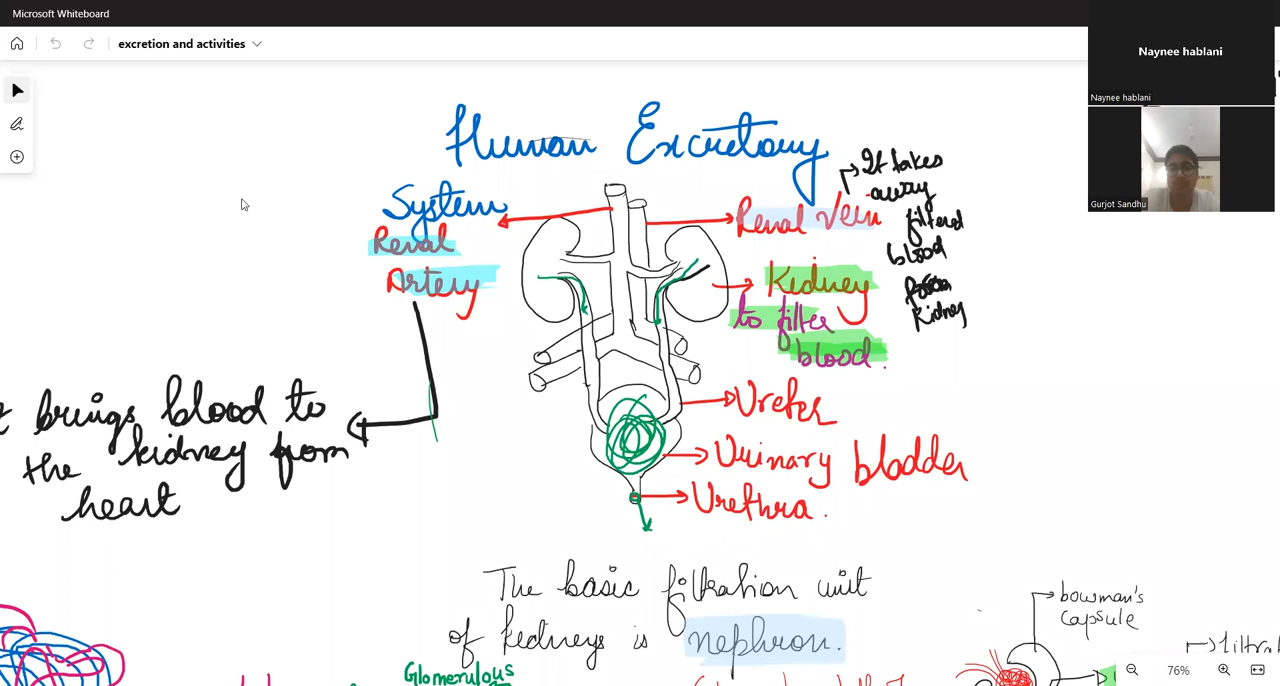 Microsoft Whiteboard
excretion and activities
Naynee hablani
Naynee hablani
Gurjot Sandhu
Human Excretory
System
Renal
Artery
Renal Vein
It takes
away
filterd
blood
from
kidney
Kidney
to filter
blood.
brings blood to
the kidney from
heart
Ureter
Urinary bladder
Urethra.
The basic filtration unit
of kidneys is nephron.
bowman's
capsule
Glomerulous
76%